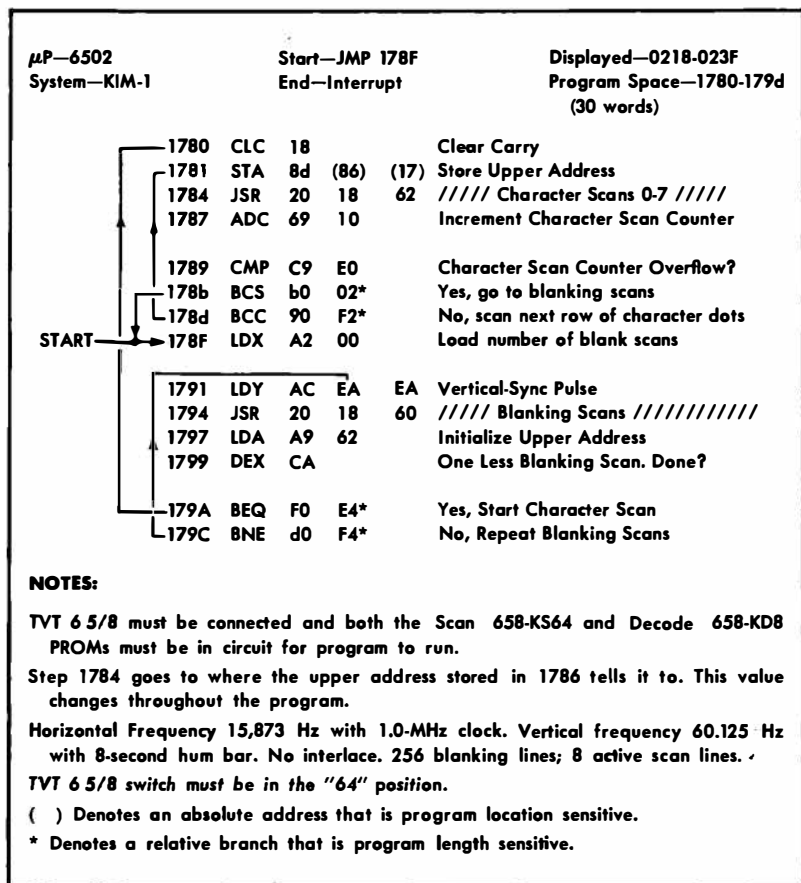 µP—6502 Start—JMP 178F Displayed—0218-023F
System—KIM-1 End—Interrupt Program Space—1780-179d
(30 words)
1780 CLC 18 Clear Carry
1781 STA 8d (86) (17) Store Upper Address
1784 JSR 20 18 62 ///// Character Scans 0-7 /////
1787 ADC 69 10 Increment Character Scan Counter
1789 CMP C9 E0 Character Scan Counter Overflow?
178b BCS b0 02* Yes, go to blanking scans
178d BCC 90 F2* No, scan next row of character dots
START 178F LDX A2 00 Load number of blank scans
1791 LDY AC EA EA Vertical-Sync Pulse
1794 JSR 20 18 60 ///// Blanking Scans ////////////
1797 LDA A9 62 Initialize Upper Address
1799 DEX CA One Less Blanking Scan. Done?
179A BEQ F0 E4* Yes, Start Character Scan
179C BNE d0 F4* No, Repeat Blanking Scans
NOTES:
TVT 6 5/8 must be connected and both the Scan 658-KS64 and Decode 658-KD8
PROMs must be in circuit for program to run.
Step 1784 goes to where the upper address stored in 1786 tells it to. This value
changes throughout the program.
Horizontal Frequency 15,873 Hz with 1.0-MHz clock. Vertical frequency 60.125 Hz
with 8-second hum bar. No interlace. 256 blanking lines; 8 active scan lines.
TVT 6 5/8 switch must be in the "64" position.
( ) Denotes an absolute address that is program location sensitive.
* Denotes a relative branch that is program length sensitive.